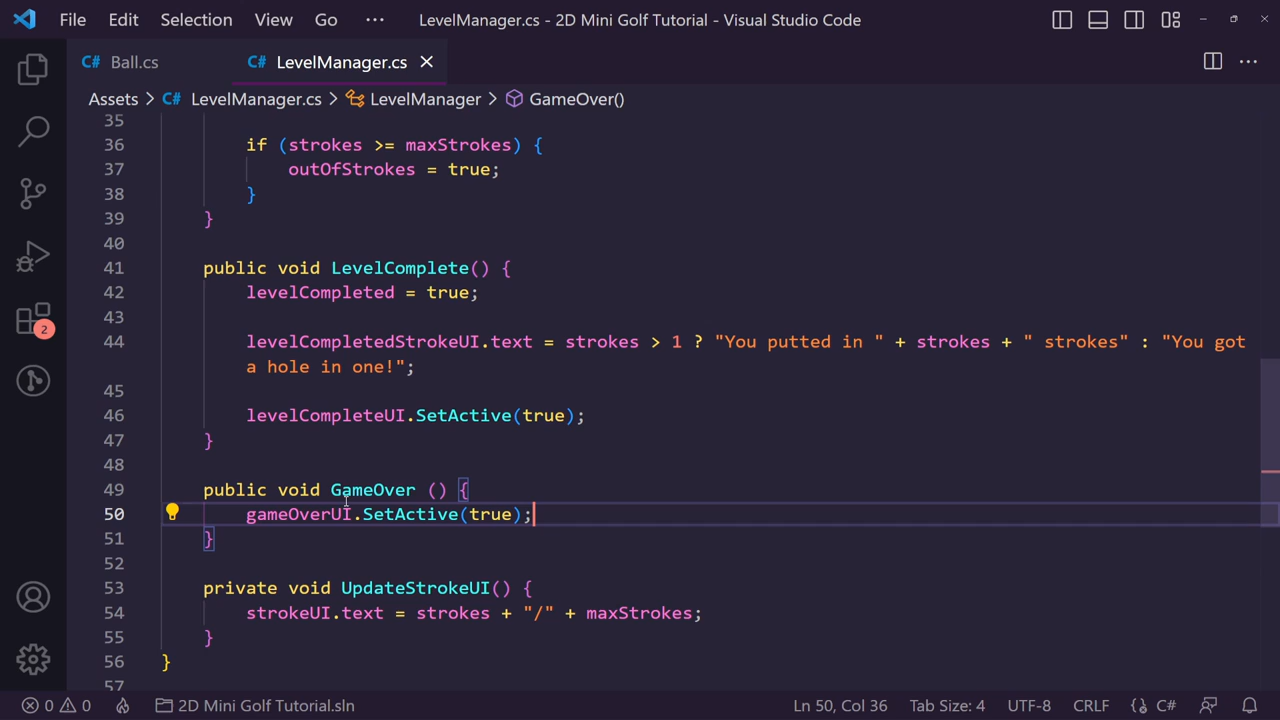 File Edit Selection View Go ··· LevelManager.cs - 2D Mini Golf Tutorial - Visual Studio Code
C# Ball.cs C# LevelManager.cs
Assets > C# LevelManager.cs > LevelManager > GameOver()
35
36 if (strokes >= maxStrokes) {
37 outOfStrokes = true;
38 }
39 }
40
41 public void LevelComplete() {
42 levelCompleted = true;
43
44 levelCompletedStrokeUI.text = strokes > 1 ? "You putted in " + strokes + " strokes" : "You got
a hole in one!";
45
46 levelCompleteUI.SetActive(true);
47 }
48
49 public void GameOver () {
50 gameOverUI.SetActive(true);
51 }
52
53 private void UpdateStrokeUI() {
54 strokeUI.text = strokes + "/" + maxStrokes;
55 }
56 }
57
2
0 0 2D Mini Golf Tutorial.sln Ln 50, Col 36 Tab Size: 4 UTF-8 CRLF C#